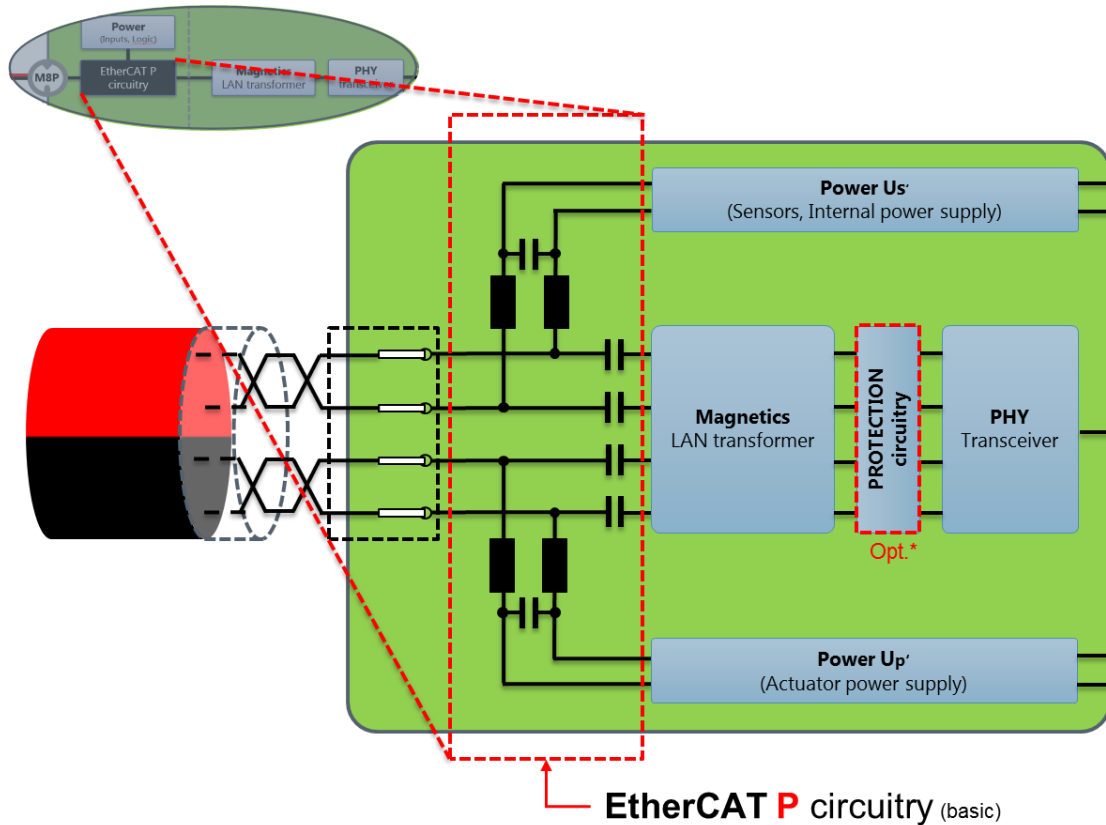 Power
(Inputs, Logic)
M8P
EtherCAT P
circuitry
Magnetics
LAN transformer
PHY
Transceiver
Power Us'
(Sensors, Internal power supply)
Magnetics
LAN transformer
PROTECTION
circuitry
PHY
Transceiver
Opt.*
Power Up'
(Actuator power supply)
EtherCAT P circuitry (basic)